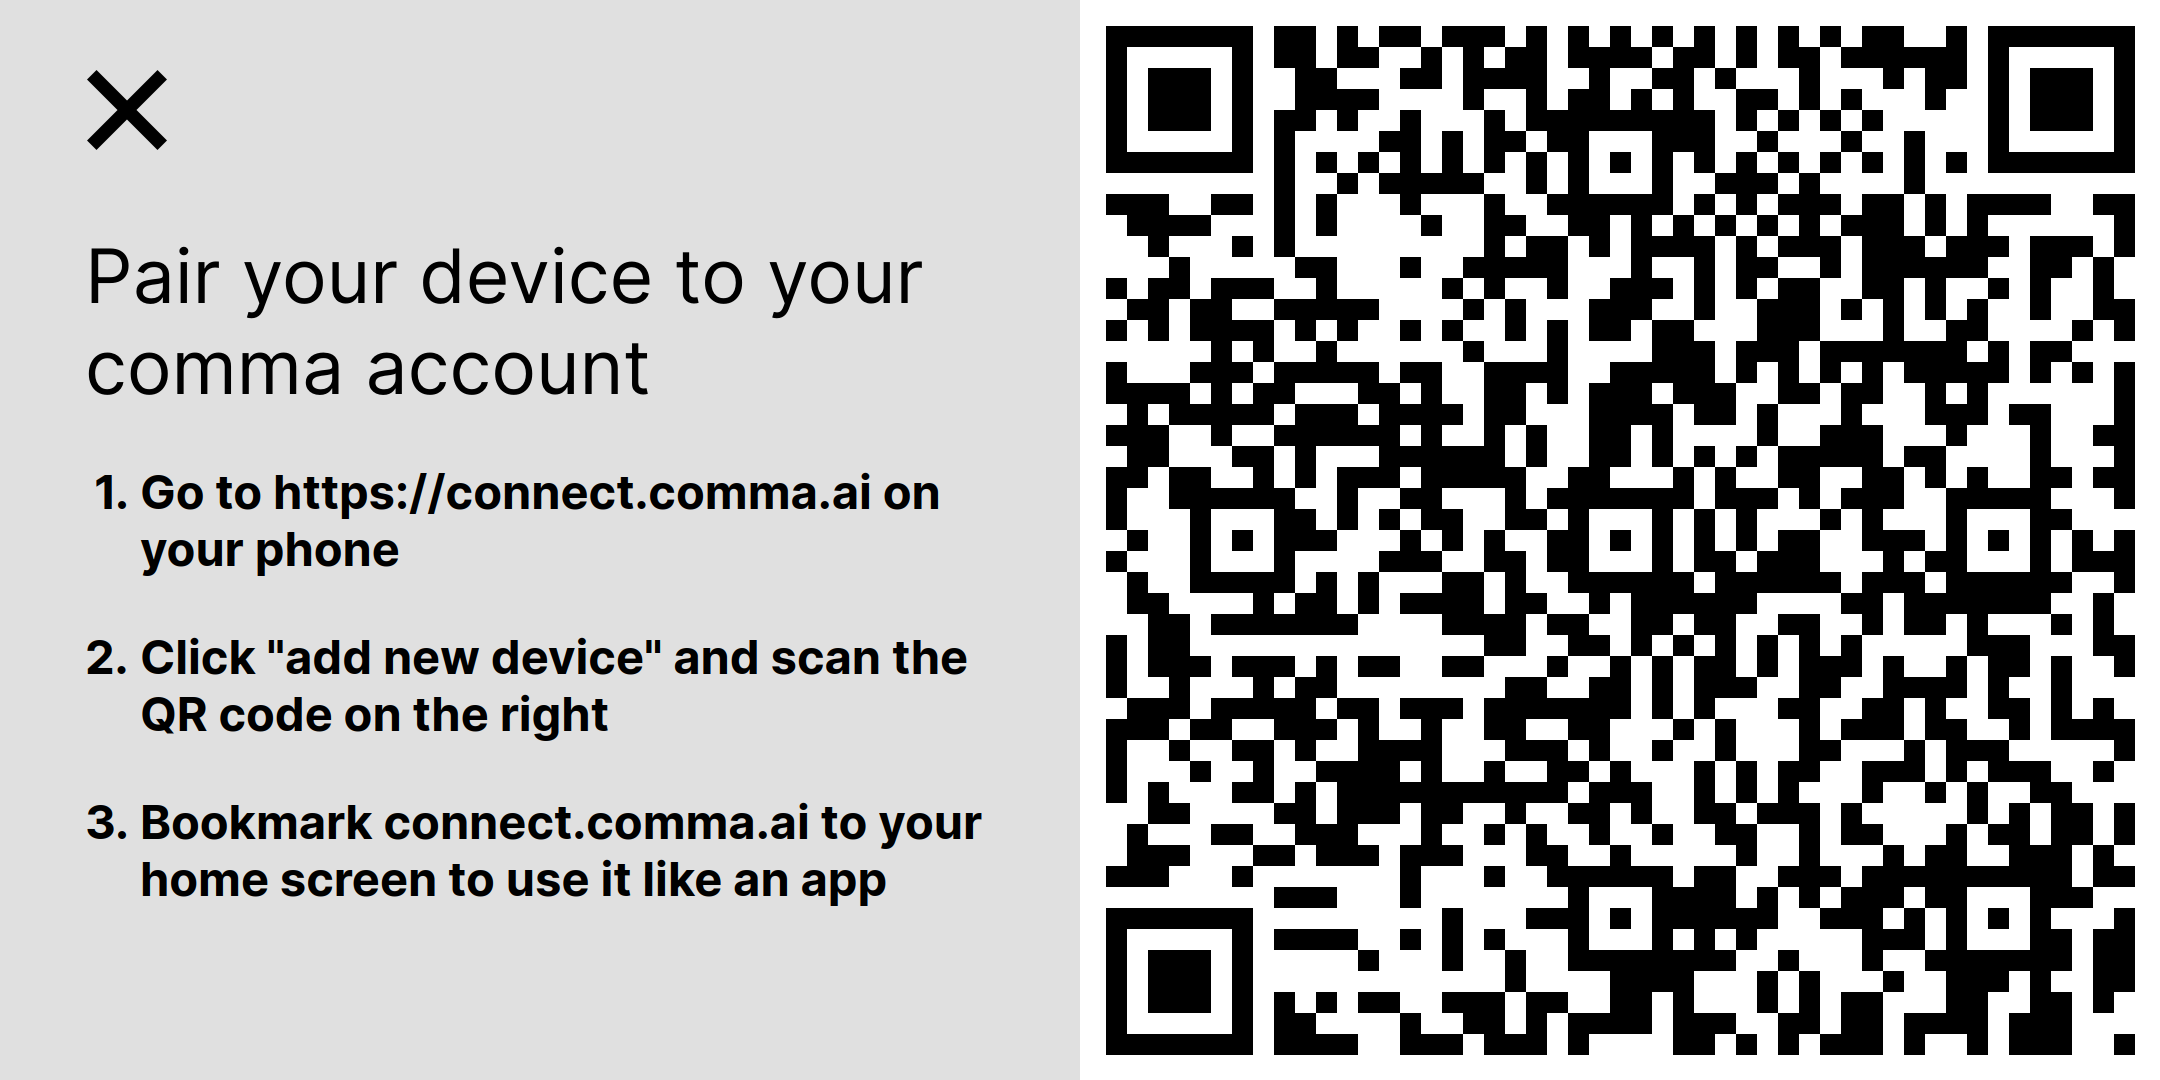 Pair your device to your
comma account
1. Go to https://connect.comma.ai on
your phone
2. Click "add new device" and scan the
QR code on the right
3. Bookmark connect.comma.ai to your
home screen to use it like an app